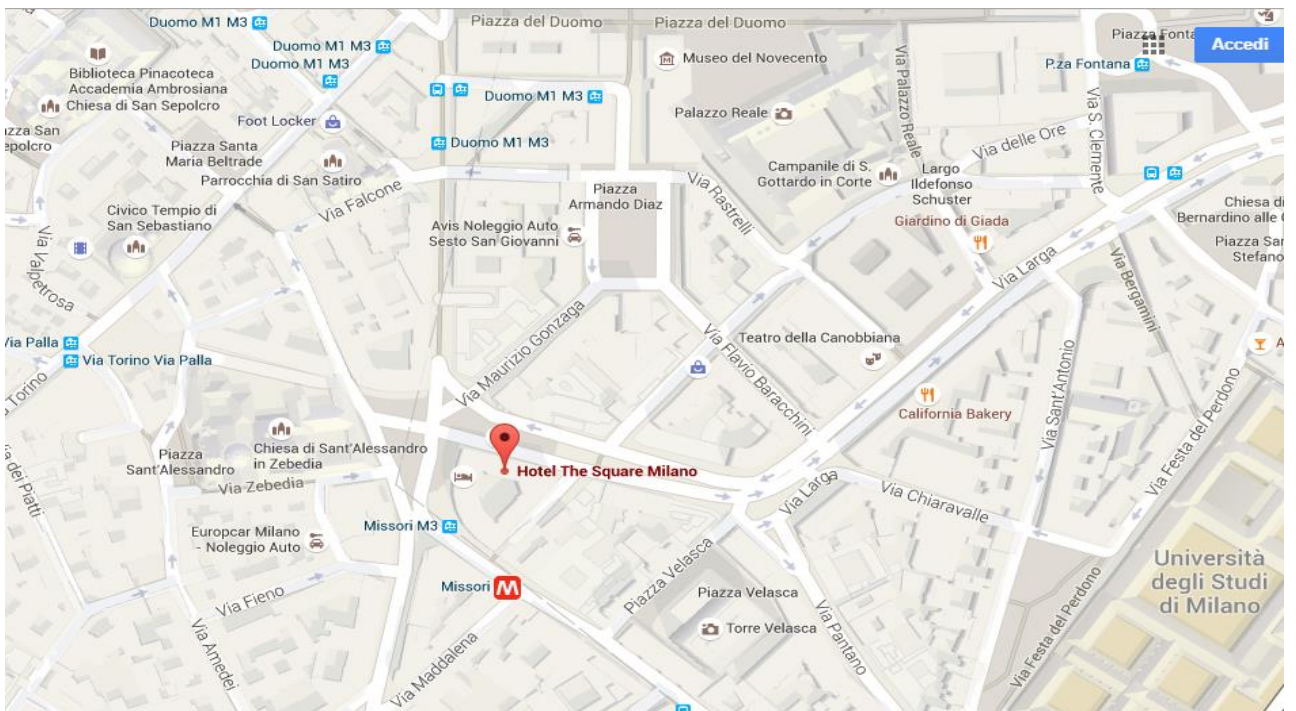 Duomo M1 M3
Piazza del Duomo
Piazza del Duomo
Piazza Fonta
Accedi
Duomo M1 M3
Duomo M1 M3
Biblioteca Pinacoteca
Accademia Ambrosiana
Chiesa di San Sepolcro
Museo del Novecento
P.za Fontana
Via Palazzo Reale
Via S. Clemente
Duomo M1 M3
Foot Locker
Palazzo Reale
azza San
epolcro
Piazza Santa
Maria Beltrade
Duomo M1 M3
Via delle Ore
Parrocchia di San Satiro
Campanile di S.
Gottardo in Corte
Largo
Ildefonso
Schuster
Via Falcone
Piazza
Armando Diaz
Via Rastrelli
Civico Tempio di
San Sebastiano
Avis Noleggio Auto
Sesto San Giovanni
Giardino di Giada
Chiesa di
Bernardino alle
Piazza San
Stefano
Via Valpetrosa
Via Larga
Via Bergamini
Via Maurizio Gonzaga
Via Palla
Via Torino Via Palla
Torino
Via Flavio Baracchini
Teatro della Canobbiana
Via Sant'Antonio
California Bakery
Via Festa del Perdono
Chiesa di Sant'Alessandro
in Zebedia
Piazza
Sant'Alessandro
Via Zebedia
Hotel The Square Milano
a dei Piatti
Via Larga
Via Chiaravalle
Missori M3
Europcar Milano
- Noleggio Auto
Missori
M
Piazza Velasca
Piazza Velasca
Torre Velasca
Università
degli Studi
di Milano
Via Fieno
Via Amedei
Via Maddalena
Via Pantano
Via Festa del Perdono